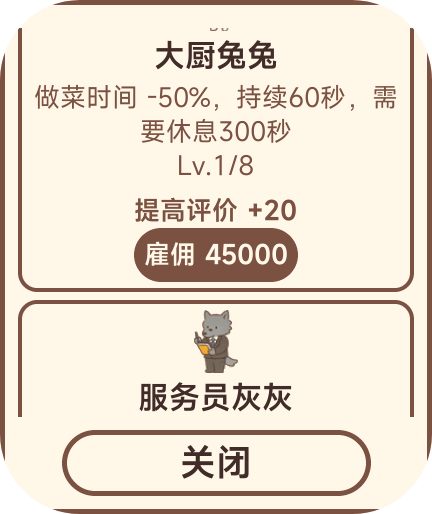 大厨兔兔
做菜时间 -50%，持续60秒，需
要休息300秒
Lv.1/8
提高评价 +20
雇佣 45000
服务员灰灰
关闭